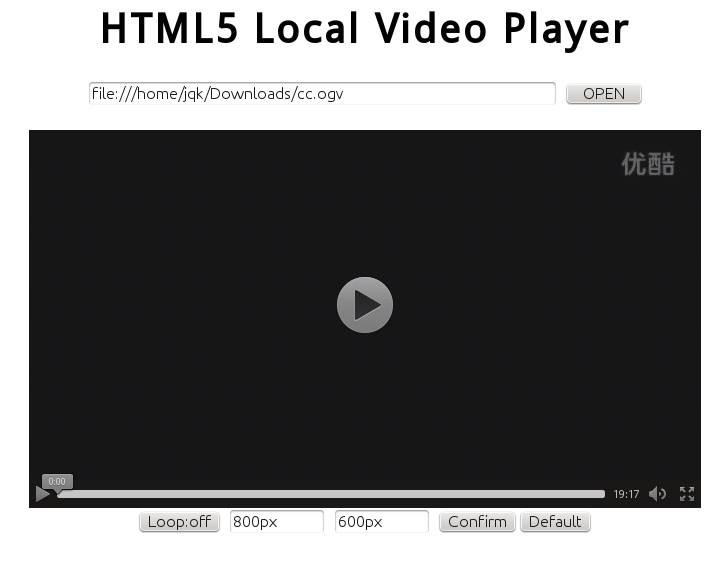 HTML5 Local Video Player
file:///home/jqk/Downloads/cc.ogv OPEN
优酷
0:00
19:17
Loop:off 800px 600px Confirm Default